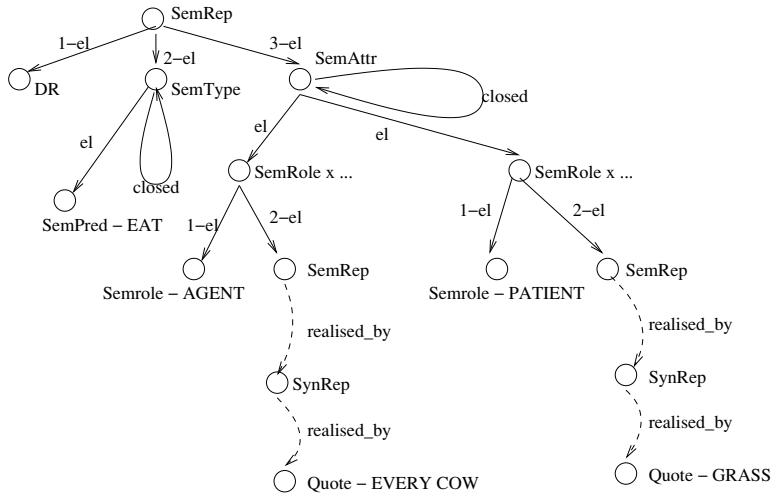 SemRep
1-el
2-el
3-el
SemAttr
DR
SemType
closed
el
el
el
closed
SemRole x ...
SemRole x ...
SemPred – EAT
1-el
2-el
1-el
2-el
SemRep
SemRep
Semrole – AGENT
Semrole – PATIENT
realised_by
realised_by
SynRep
SynRep
realised_by
realised_by
Quote – EVERY COW
Quote – GRASS